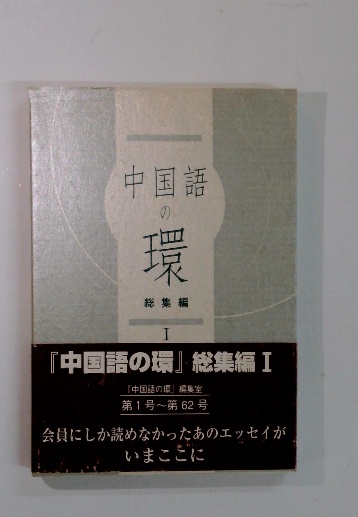 中国語
の
環
総集編
I
『中国語の環』総集編 I
『中国語の環』編集室
第1号〜第62号
会員にしか読めなかったあのエッセイが
いまここに